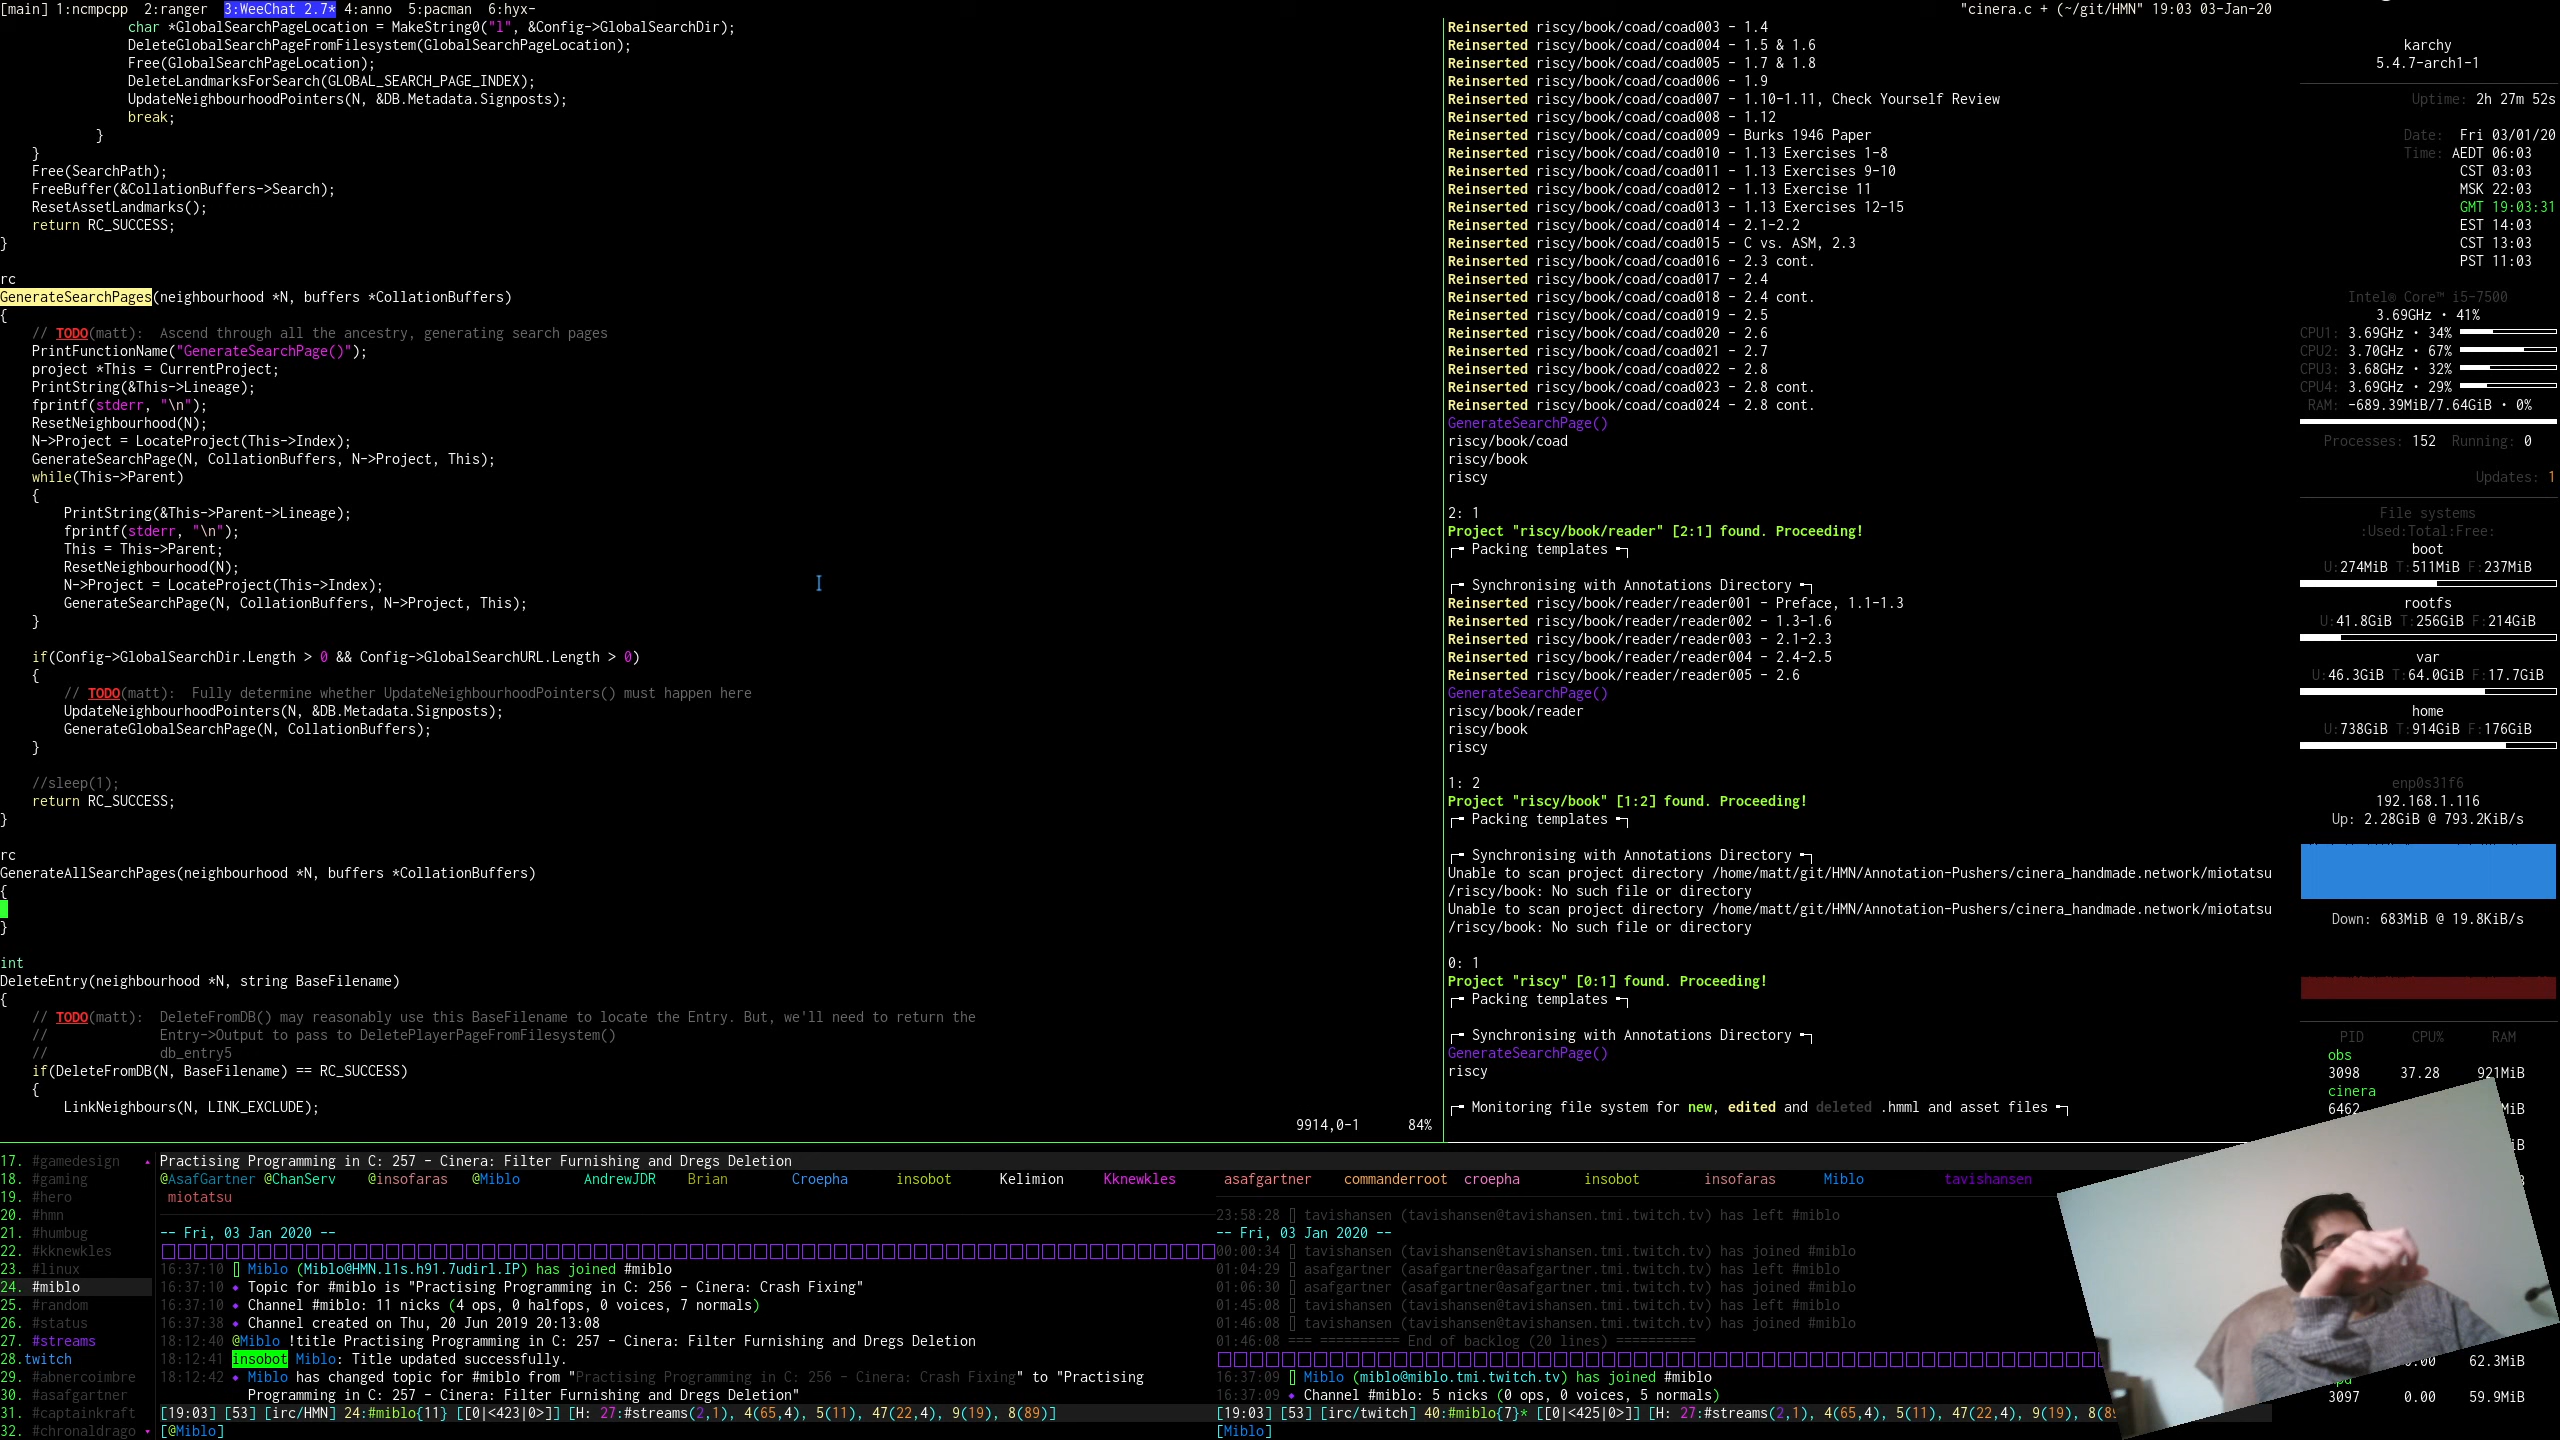 [main] 1:ncmpcpp  2:ranger  3:WeeChat 2.7* 4:anno  5:pacman  6:hyx-
"cinera.c + (~/git/HMN" 19:03 03-Jan-20
                char *GlobalSearchPageLocation = MakeString0("l", &Config->GlobalSearchDir);
                DeleteGlobalSearchPageFromFilesystem(GlobalSearchPageLocation);
                Free(GlobalSearchPageLocation);
                DeleteLandmarksForSearch(GLOBAL_SEARCH_PAGE_INDEX);
                UpdateNeighbourhoodPointers(N, &DB.Metadata.Signposts);
                break;
            }
    }
    Free(SearchPath);
    FreeBuffer(&CollationBuffers->Search);
    ResetAssetLandmarks();
    return RC_SUCCESS;
}
rc
GenerateSearchPages(neighbourhood *N, buffers *CollationBuffers)
{
    // TODO(matt):  Ascend through all the ancestry, generating search pages
    PrintFunctionName("GenerateSearchPage()");
    project *This = CurrentProject;
    PrintString(&This->Lineage);
    fprintf(stderr, "\n");
    ResetNeighbourhood(N);
    N->Project = LocateProject(This->Index);
    GenerateSearchPage(N, CollationBuffers, N->Project, This);
    while(This->Parent)
    {
        PrintString(&This->Parent->Lineage);
        fprintf(stderr, "\n");
        This = This->Parent;
        ResetNeighbourhood(N);
        N->Project = LocateProject(This->Index);
        GenerateSearchPage(N, CollationBuffers, N->Project, This);
    }
    if(Config->GlobalSearchDir.Length > 0 && Config->GlobalSearchURL.Length > 0)
    {
        // TODO(matt):  Fully determine whether UpdateNeighbourhoodPointers() must happen here
        UpdateNeighbourhoodPointers(N, &DB.Metadata.Signposts);
        GenerateGlobalSearchPage(N, CollationBuffers);
    }
    //sleep(1);
    return RC_SUCCESS;
}
rc
GenerateAllSearchPages(neighbourhood *N, buffers *CollationBuffers)
{
}
int
DeleteEntry(neighbourhood *N, string BaseFilename)
{
    // TODO(matt):  DeleteFromDB() may reasonably use this BaseFilename to locate the Entry. But, we'll need to return the
    //              Entry->Output to pass to DeletePlayerPageFromFilesystem()
    //              db_entry5
    if(DeleteFromDB(N, BaseFilename) == RC_SUCCESS)
    {
        LinkNeighbours(N, LINK_EXCLUDE);
9914,0-1      84%
Reinserted riscy/book/coad/coad003 - 1.4
Reinserted riscy/book/coad/coad004 - 1.5 & 1.6
Reinserted riscy/book/coad/coad005 - 1.7 & 1.8
Reinserted riscy/book/coad/coad006 - 1.9
Reinserted riscy/book/coad/coad007 - 1.10-1.11, Check Yourself Review
Reinserted riscy/book/coad/coad008 - 1.12
Reinserted riscy/book/coad/coad009 - Burks 1946 Paper
Reinserted riscy/book/coad/coad010 - 1.13 Exercises 1-8
Reinserted riscy/book/coad/coad011 - 1.13 Exercises 9-10
Reinserted riscy/book/coad/coad012 - 1.13 Exercise 11
Reinserted riscy/book/coad/coad013 - 1.13 Exercises 12-15
Reinserted riscy/book/coad/coad014 - 2.1-2.2
Reinserted riscy/book/coad/coad015 - C vs. ASM, 2.3
Reinserted riscy/book/coad/coad016 - 2.3 cont.
Reinserted riscy/book/coad/coad017 - 2.4
Reinserted riscy/book/coad/coad018 - 2.4 cont.
Reinserted riscy/book/coad/coad019 - 2.5
Reinserted riscy/book/coad/coad020 - 2.6
Reinserted riscy/book/coad/coad021 - 2.7
Reinserted riscy/book/coad/coad022 - 2.8
Reinserted riscy/book/coad/coad023 - 2.8 cont.
Reinserted riscy/book/coad/coad024 - 2.8 cont.
GenerateSearchPage()
riscy/book/coad
riscy/book
riscy
2: 1
Project "riscy/book/reader" [2:1] found. Proceeding!
Packing templates
Synchronising with Annotations Directory
Reinserted riscy/book/reader/reader001 - Preface, 1.1-1.3
Reinserted riscy/book/reader/reader002 - 1.3-1.6
Reinserted riscy/book/reader/reader003 - 2.1-2.3
Reinserted riscy/book/reader/reader004 - 2.4-2.5
Reinserted riscy/book/reader/reader005 - 2.6
GenerateSearchPage()
riscy/book/reader
riscy/book
riscy
1: 2
Project "riscy/book" [1:2] found. Proceeding!
Packing templates
Synchronising with Annotations Directory
Unable to scan project directory /home/matt/git/HMN/Annotation-Pushers/cinera_handmade.network/miotatsu
/riscy/book: No such file or directory
Unable to scan project directory /home/matt/git/HMN/Annotation-Pushers/cinera_handmade.network/miotatsu
/riscy/book: No such file or directory
0: 1
Project "riscy" [0:1] found. Proceeding!
Packing templates
Synchronising with Annotations Directory
GenerateSearchPage()
riscy
Monitoring file system for new, edited and deleted .hmml and asset files
karchy
5.4.7-arch1-1
Uptime: 2h 27m 52s
Date:  Fri 03/01/20
Time: AEDT 06:03
CST 03:03
MSK 22:03
GMT 19:03:31
EST 14:03
CST 13:03
PST 11:03
Intel® Core™ i5-7500
3.69GHz · 41%
CPU1: 3.69GHz · 34%
CPU2: 3.70GHz · 67%
CPU3: 3.68GHz · 32%
CPU4: 3.69GHz · 29%
RAM: -689.39MiB/7.64GiB · 0%
Processes: 152  Running: 0
Updates: 1
File systems
:Used:Total:Free:
boot
U:274MiB T:511MiB F:237MiB
rootfs
U:41.8GiB T:256GiB F:214GiB
var
U:46.3GiB T:64.0GiB F:17.7GiB
home
U:738GiB T:914GiB F:176GiB
enp0s31f6
192.168.1.116
Up: 2.28GiB @ 793.2KiB/s
Down: 683MiB @ 19.8KiB/s
PID      CPU%      RAM
obs
3098     37.28     921MiB
cinera
6462
62.3MiB
3097     0.00     59.9MiB
17. #gamedesign
18. #gaming
19. #hero
20. #hmn
21. #humbug
22. #kknewkles
23. #linux
24. #miblo
25. #random
26. #status
27. #streams
28.twitch
29. #abnercoimbre
30. #asafgartner
31. #captainkraft
32. #chronaldrago
Practising Programming in C: 257 - Cinera: Filter Furnishing and Dregs Deletion
@AsafGartner @ChanServ    @insofaras   @Miblo        AndrewJDR    Brian        Croepha      insobot      Kelimion     Kknewkles
miotatsu
-- Fri, 03 Jan 2020 --
16:37:10 Miblo (Miblo@HMN.l1s.h91.7udirl.IP) has joined #miblo
16:37:10 Topic for #miblo is "Practising Programming in C: 256 - Cinera: Crash Fixing"
16:37:10 Channel #miblo: 11 nicks (4 ops, 0 halfops, 0 voices, 7 normals)
16:37:38 Channel created on Thu, 20 Jun 2019 20:13:08
18:12:40 @Miblo !title Practising Programming in C: 257 - Cinera: Filter Furnishing and Dregs Deletion
18:12:41 insobot Miblo: Title updated successfully.
18:12:42 Miblo has changed topic for #miblo from "Practising Programming in C: 256 - Cinera: Crash Fixing" to "Practising
Programming in C: 257 - Cinera: Filter Furnishing and Dregs Deletion"
[19:03] [53] [irc/HMN] 24:#miblo{11} [[0|<423|0>]] [H: 27:#streams(2,1), 4(65,4), 5(11), 47(22,4), 9(19), 8(89)]
[@Miblo]
asafgartner    commanderroot  croepha        insobot        insofaras      Miblo          tavishansen
23:58:28 tavishansen (tavishansen@tavishansen.tmi.twitch.tv) has left #miblo
-- Fri, 03 Jan 2020 --
00:00:34 tavishansen (tavishansen@tavishansen.tmi.twitch.tv) has joined #miblo
01:04:29 asafgartner (asafgartner@asafgartner.tmi.twitch.tv) has left #miblo
01:06:30 asafgartner (asafgartner@asafgartner.tmi.twitch.tv) has joined #miblo
01:45:08 tavishansen (tavishansen@tavishansen.tmi.twitch.tv) has left #miblo
01:46:08 tavishansen (tavishansen@tavishansen.tmi.twitch.tv) has joined #miblo
01:46:08 === ========== End of backlog (20 lines) ==========
16:37:09 Miblo (miblo@miblo.tmi.twitch.tv) has joined #miblo
16:37:09 Channel #miblo: 5 nicks (0 ops, 0 voices, 5 normals)
[19:03] [53] [irc/twitch] 40:#miblo{7}* [[0|<425|0>]] [H: 27:#streams(2,1), 4(65,4), 5(11), 47(22,4), 9(19), 8(89
[Miblo]